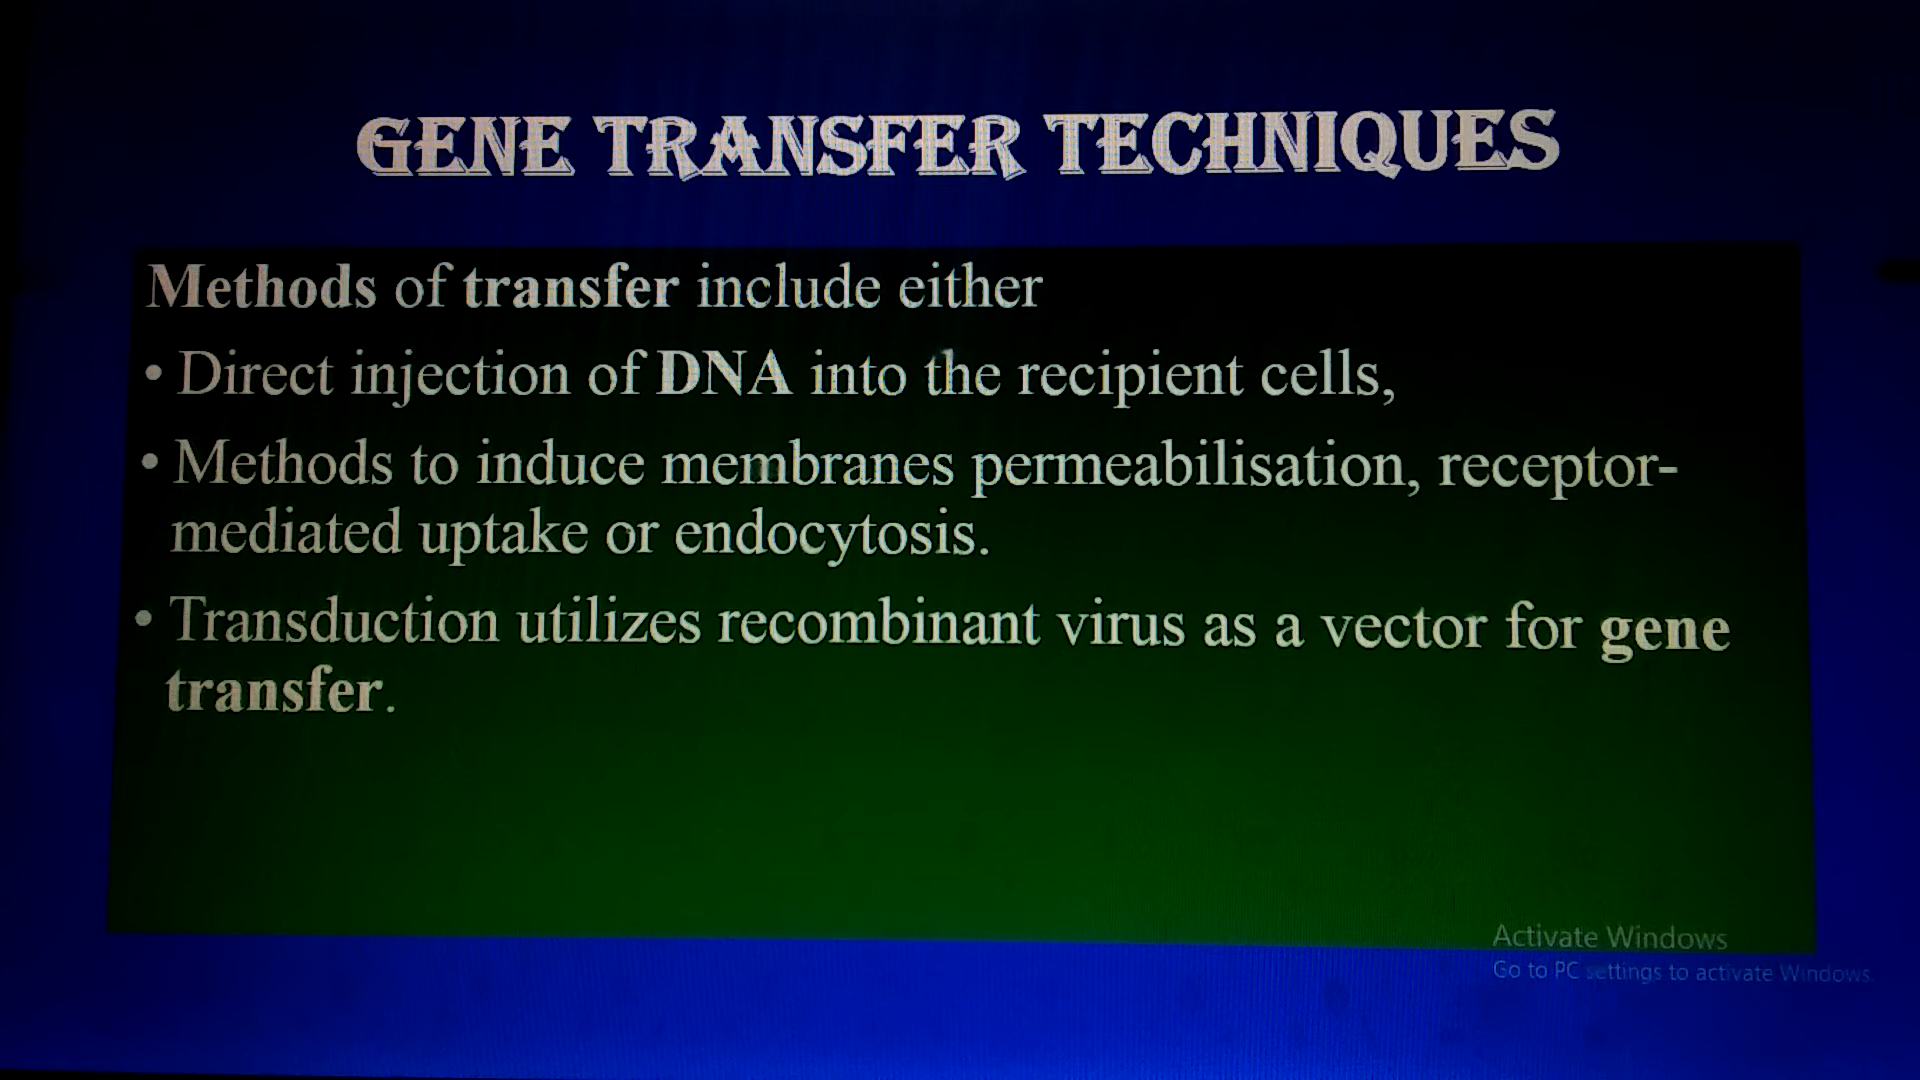 GENE TRANSFER TECHNIQUES
Methods of transfer include either
• Direct injection of DNA into the recipient cells,
• Methods to induce membranes permeabilisation, receptor-
mediated uptake or endocytosis.
• Transduction utilizes recombinant virus as a vector for gene
transfer.
Activate Windows
Go to PC settings to activate Windows.